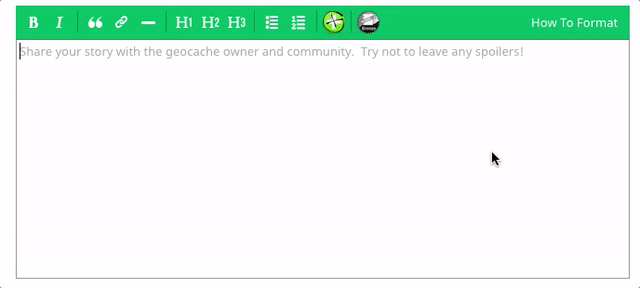 B I H1 H2 H3 How To Format
Share your story with the geocache owner and community. Try not to leave any spoilers!